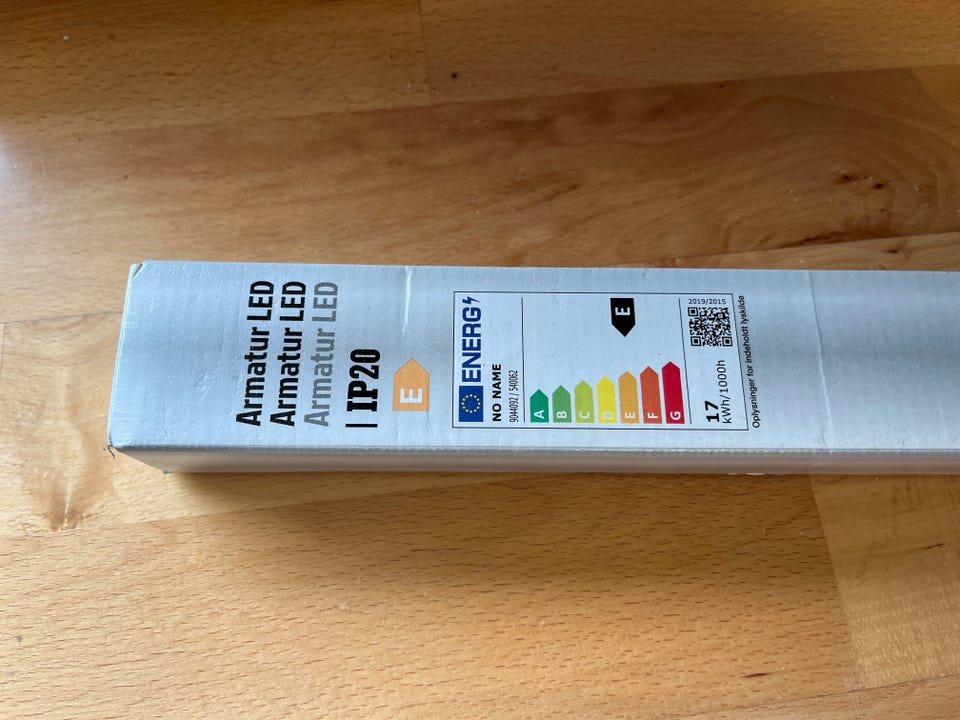 Armatur LED
Armatur LED
Armatur LED
IP20
E
ENERG
NO NAME
9044092 / 540062
A
B
C
D
E
F
G
E
17
kWh/1000h
2019/2015
Oplysninger for indeholdt lyskilde